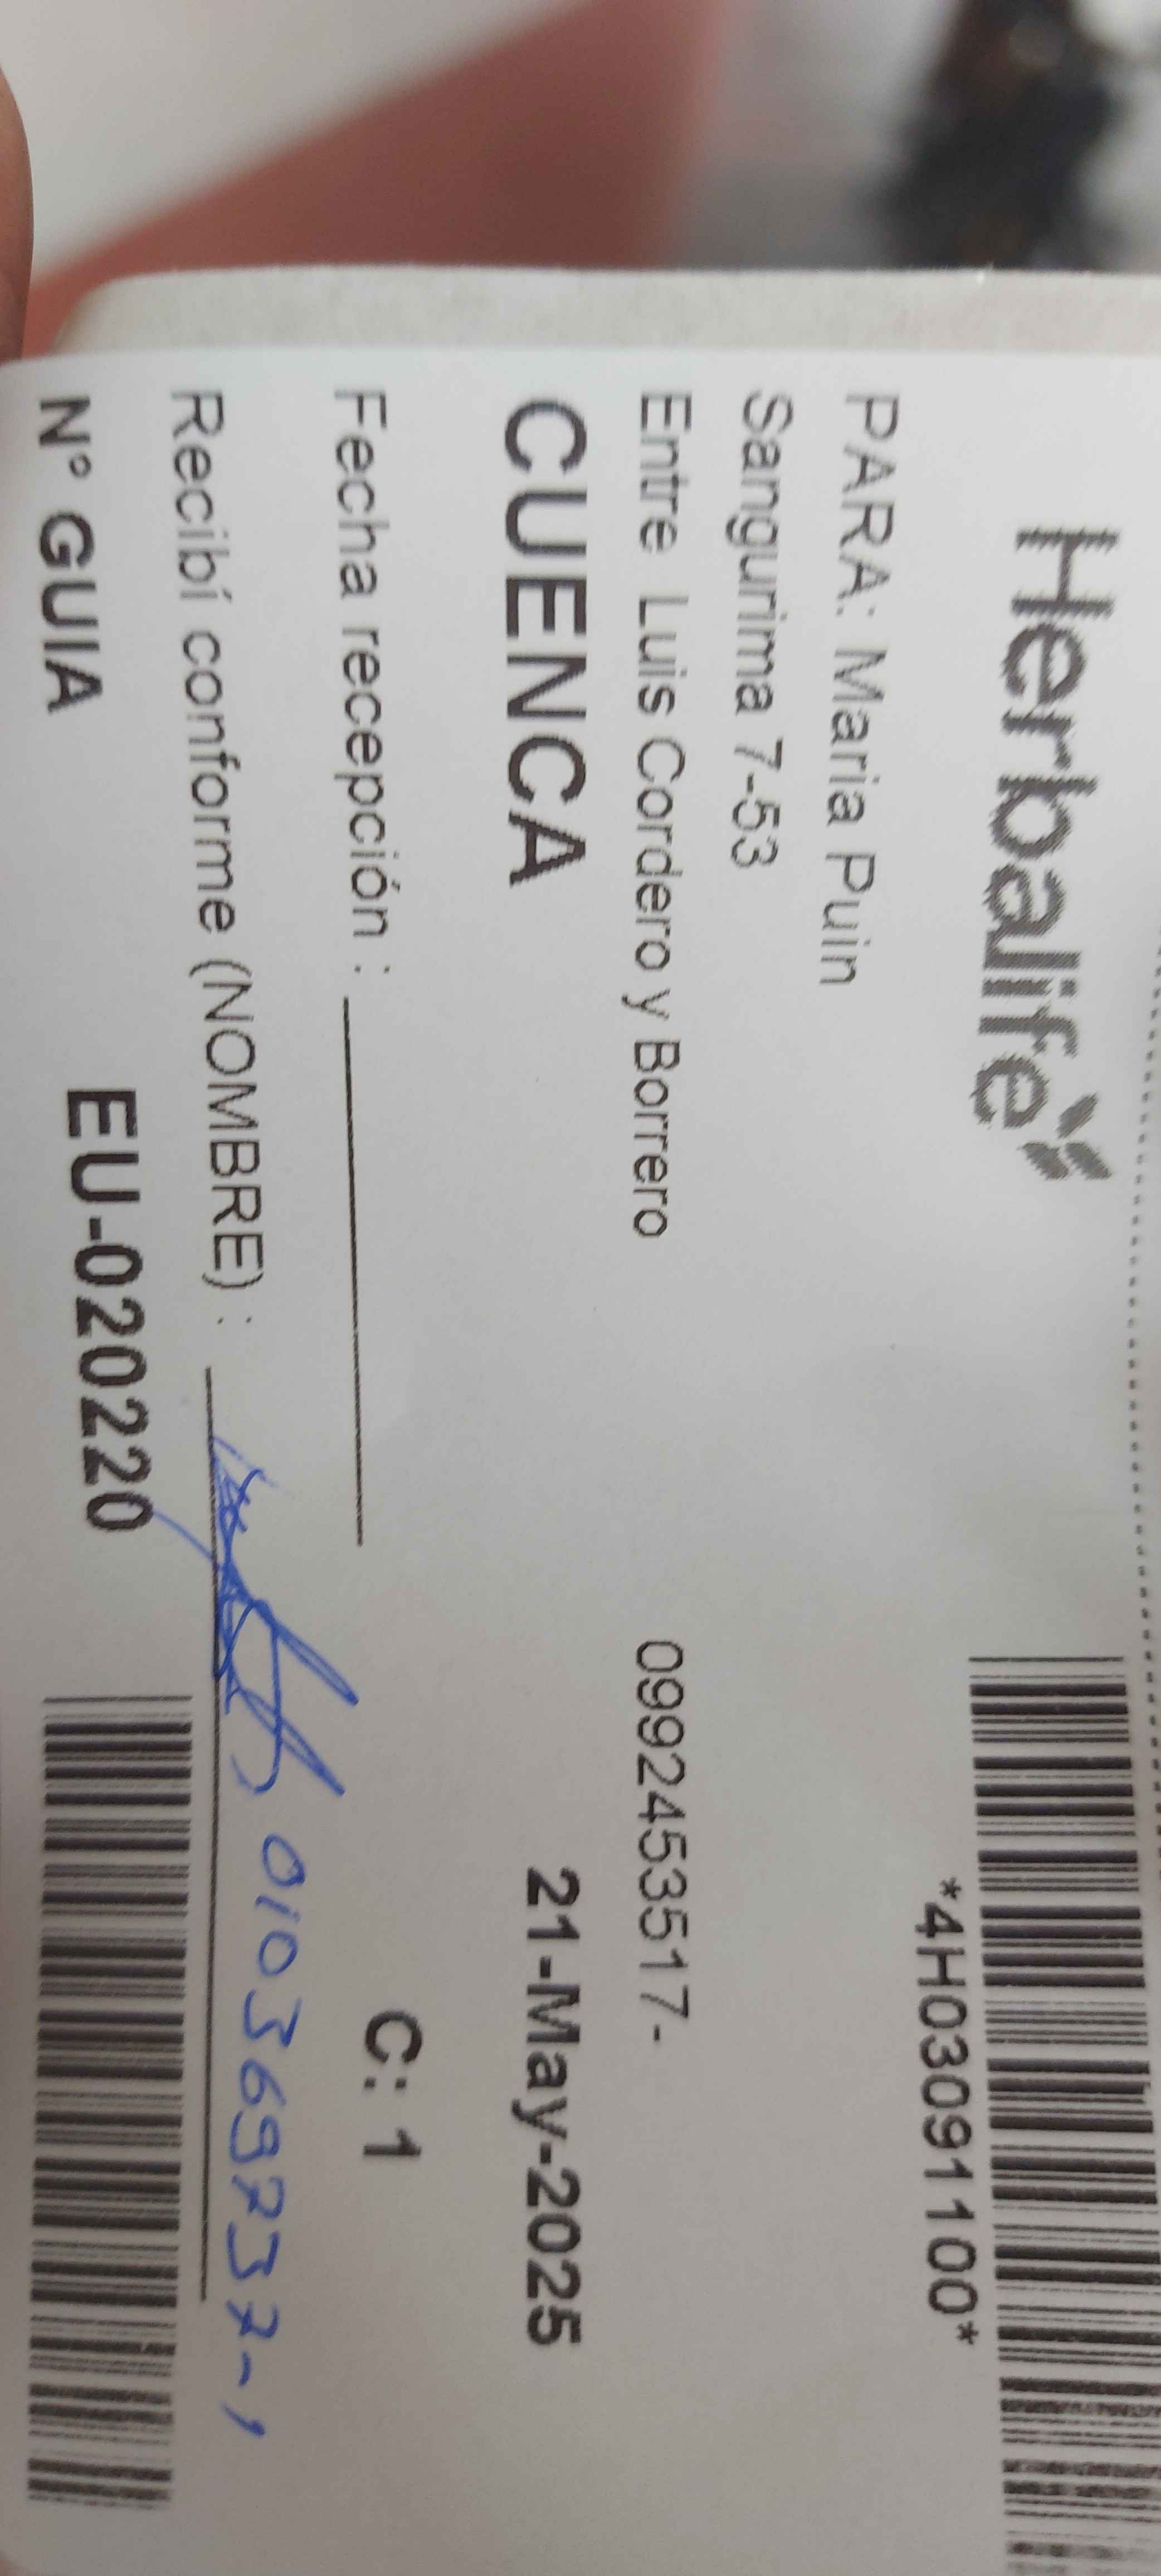 Herbalife
*4H03091100*
PARA: Maria Puin
Sangurima 7-53
Entre Luis Cordero y Borrero 0992453517-
CUENCA 21-May-2025
Fecha recepción : C: 1
Recibí conforme (NOMBRE) : 010369737-1
N° GUIA EU-020220